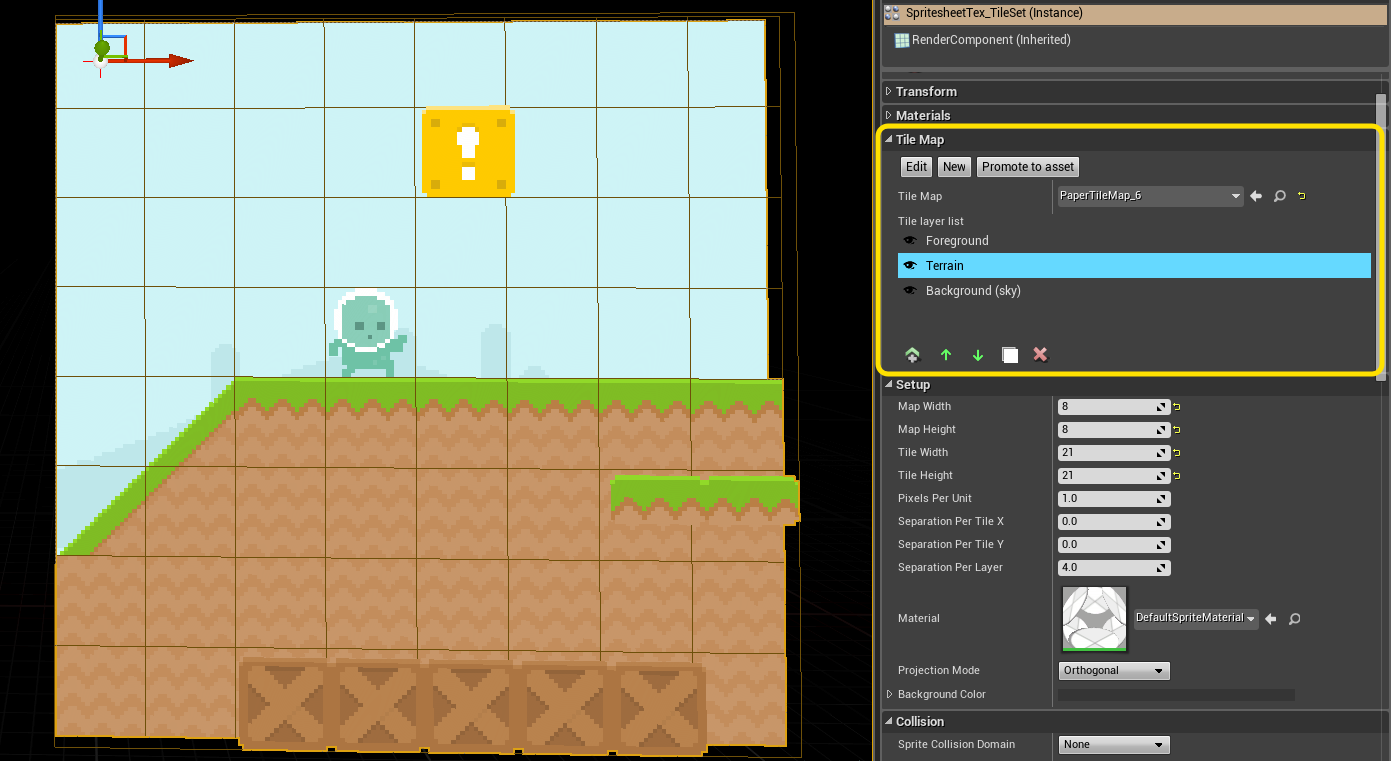 SpritesheetTex_TileSet (Instance)
RenderComponent (Inherited)
Transform
Materials
Tile Map
Edit New Promote to asset
Tile Map PaperTileMap_6
Tile layer list
Foreground
Terrain
Background (sky)
Setup
Map Width 8
Map Height 8
Tile Width 21
Tile Height 21
Pixels Per Unit 1.0
Separation Per Tile X 0.0
Separation Per Tile Y 0.0
Separation Per Layer 4.0
Material DefaultSpriteMaterial
Projection Mode Orthogonal
Background Color
Collision
Sprite Collision Domain None
!